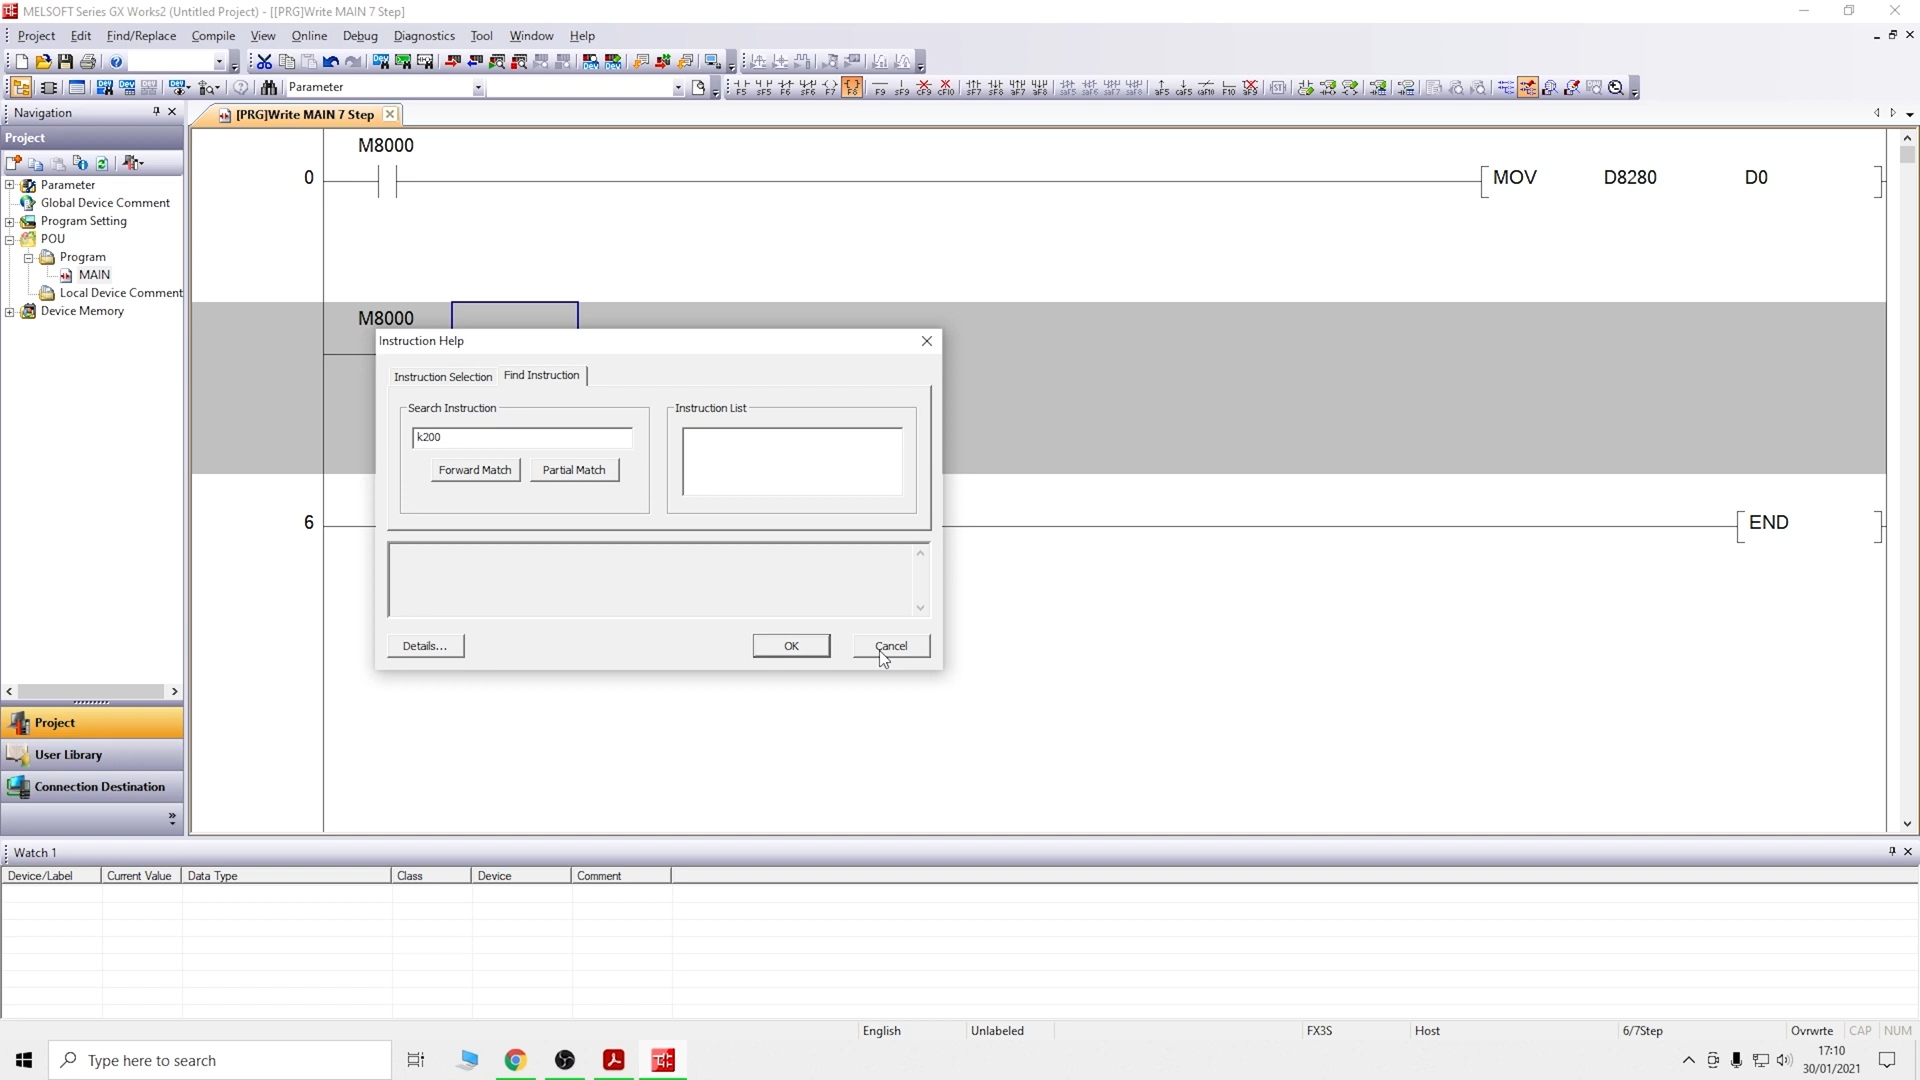 MELSOFT Series GX Works2 (Untitled Project) - [[PRG]Write MAIN 7 Step]
Project Edit Find/Replace Compile View Online Debug Diagnostics Tool Window Help
Parameter
Navigation
[PRG]Write MAIN 7 Step
Project
Parameter
Global Device Comment
Program Setting
POU
Program
MAIN
Local Device Comment
Device Memory
Project
User Library
Connection Destination
M8000
0 MOV D8280 D0
M8000
6 END
Instruction Help
Instruction Selection Find Instruction
Search Instruction Instruction List
k200
Forward Match Partial Match
Details... OK Cancel
Watch 1
Device/Label Current Value Data Type Class Device Comment
English Unlabeled FX3S Host 6/7Step Ovrwrte CAP NUM
Type here to search
17:10
30/01/2021